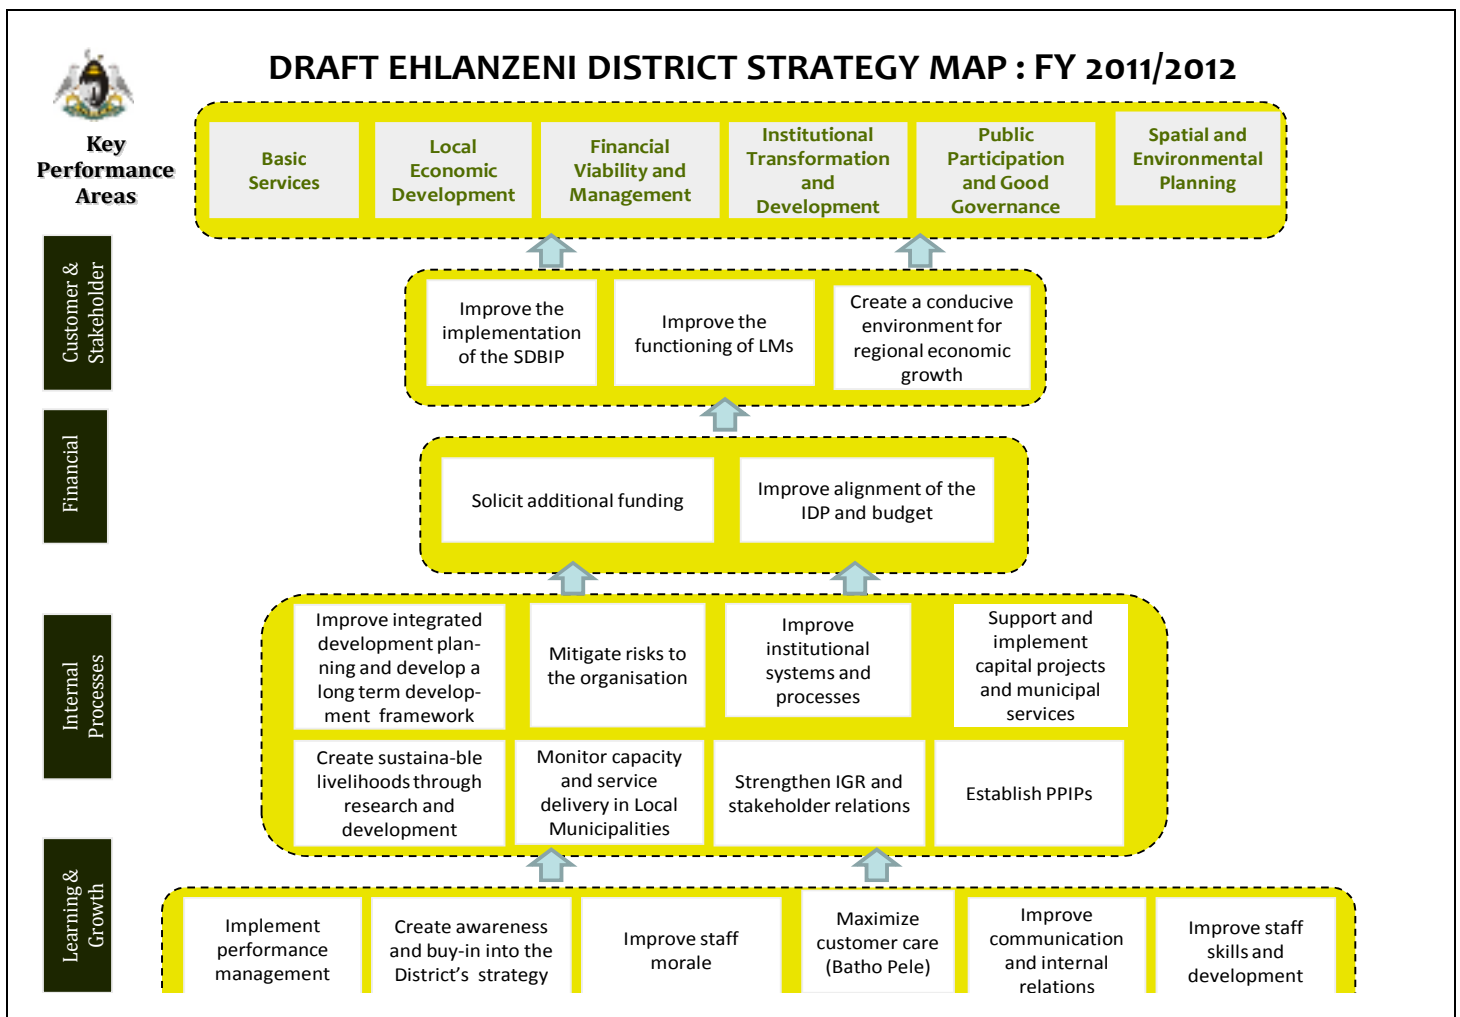 DRAFT EHLANZENI DISTRICT STRATEGY MAP : FY 2011/2012
Key
Performance
Areas
Basic
Services
Local
Economic
Development
Financial
Viability and
Management
Institutional
Transformation
and
Development
Public
Participation
and Good
Governance
Spatial and
Environmental
Planning
Customer &
Stakeholder
Improve the
implementation
of the SDBIP
Improve the
functioning of LMs
Create a conducive
environment for
regional economic
growth
Financial
Solicit additional funding
Improve alignment of the
IDP and budget
Internal
Processes
Improve integrated
development plan-
ning and develop a
long term develop-
ment framework
Mitigate risks to
the organisation
Improve
institutional
systems and
processes
Support and
implement
capital projects
and municipal
services
Create sustaina-ble
livelihoods through
research and
development
Monitor capacity
and service
delivery in Local
Municipalities
Strengthen IGR and
stakeholder relations
Establish PPIPs
Learning &
Growth
Implement
performance
management
Create awareness
and buy-in into the
District's strategy
Improve staff
morale
Maximize
customer care
(Batho Pele)
Improve
communication
and internal
relations
Improve staff
skills and
development